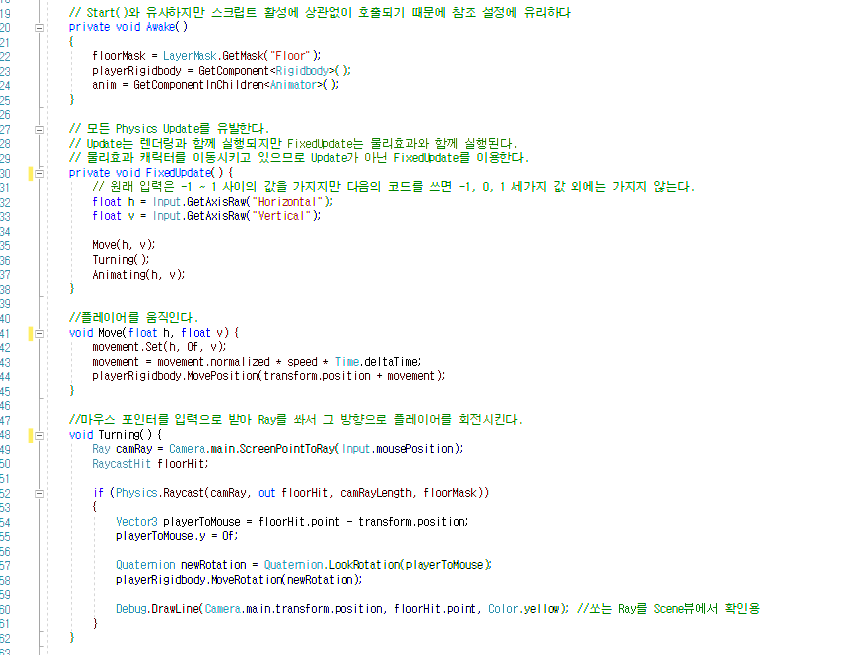 19 // Start()와 유사하지만 스크립트 활성에 상관없이 호출되기 때문에 참조 설정에 유리하다
20 private void Awake()
21 {
22 floorMask = LayerMask.GetMask("Floor");
23 playerRigidbody = GetComponent<Rigidbody>();
24 anim = GetComponentInChildren<Animator>();
25 }
26
27 // 모든 Physics Update를 유발한다.
28 // Update는 렌더링과 함께 실행되지만 FixedUpdate는 물리효과와 함께 실행된다.
29 // 물리효과 캐릭터를 이동시키고 있으므로 Update가 아닌 FixedUpdate를 이용한다.
30 private void FixedUpdate() {
31 // 원래 입력은 -1 ~ 1 사이의 값을 가지지만 다음의 코드를 쓰면 -1, 0, 1 세가지 값 외에는 가지지 않는다.
32 float h = Input.GetAxisRaw("Horizontal");
33 float v = Input.GetAxisRaw("Vertical");
34
35 Move(h, v);
36 Turning();
37 Animating(h, v);
38 }
39
40 //플레이어를 움직인다.
41 void Move(float h, float v) {
42 movement.Set(h, 0f, v);
43 movement = movement.normalized * speed * Time.deltaTime;
44 playerRigidbody.MovePosition(transform.position + movement);
45 }
46
47 //마우스 포인터를 입력으로 받아 Ray를 쏴서 그 방향으로 플레이어를 회전시킨다.
48 void Turning() {
49 Ray camRay = Camera.main.ScreenPointToRay(Input.mousePosition);
50 RaycastHit floorHit;
51
52 if (Physics.Raycast(camRay, out floorHit, camRayLength, floorMask))
53 {
54 Vector3 playerToMouse = floorHit.point - transform.position;
55 playerToMouse.y = 0f;
56
57 Quaternion newRotation = Quaternion.LookRotation(playerToMouse);
58 playerRigidbody.MoveRotation(newRotation);
59
60 Debug.DrawLine(Camera.main.transform.position, floorHit.point, Color.yellow); //쏘는 Ray를 Scene뷰에서 확인용
61 }
62 }
63